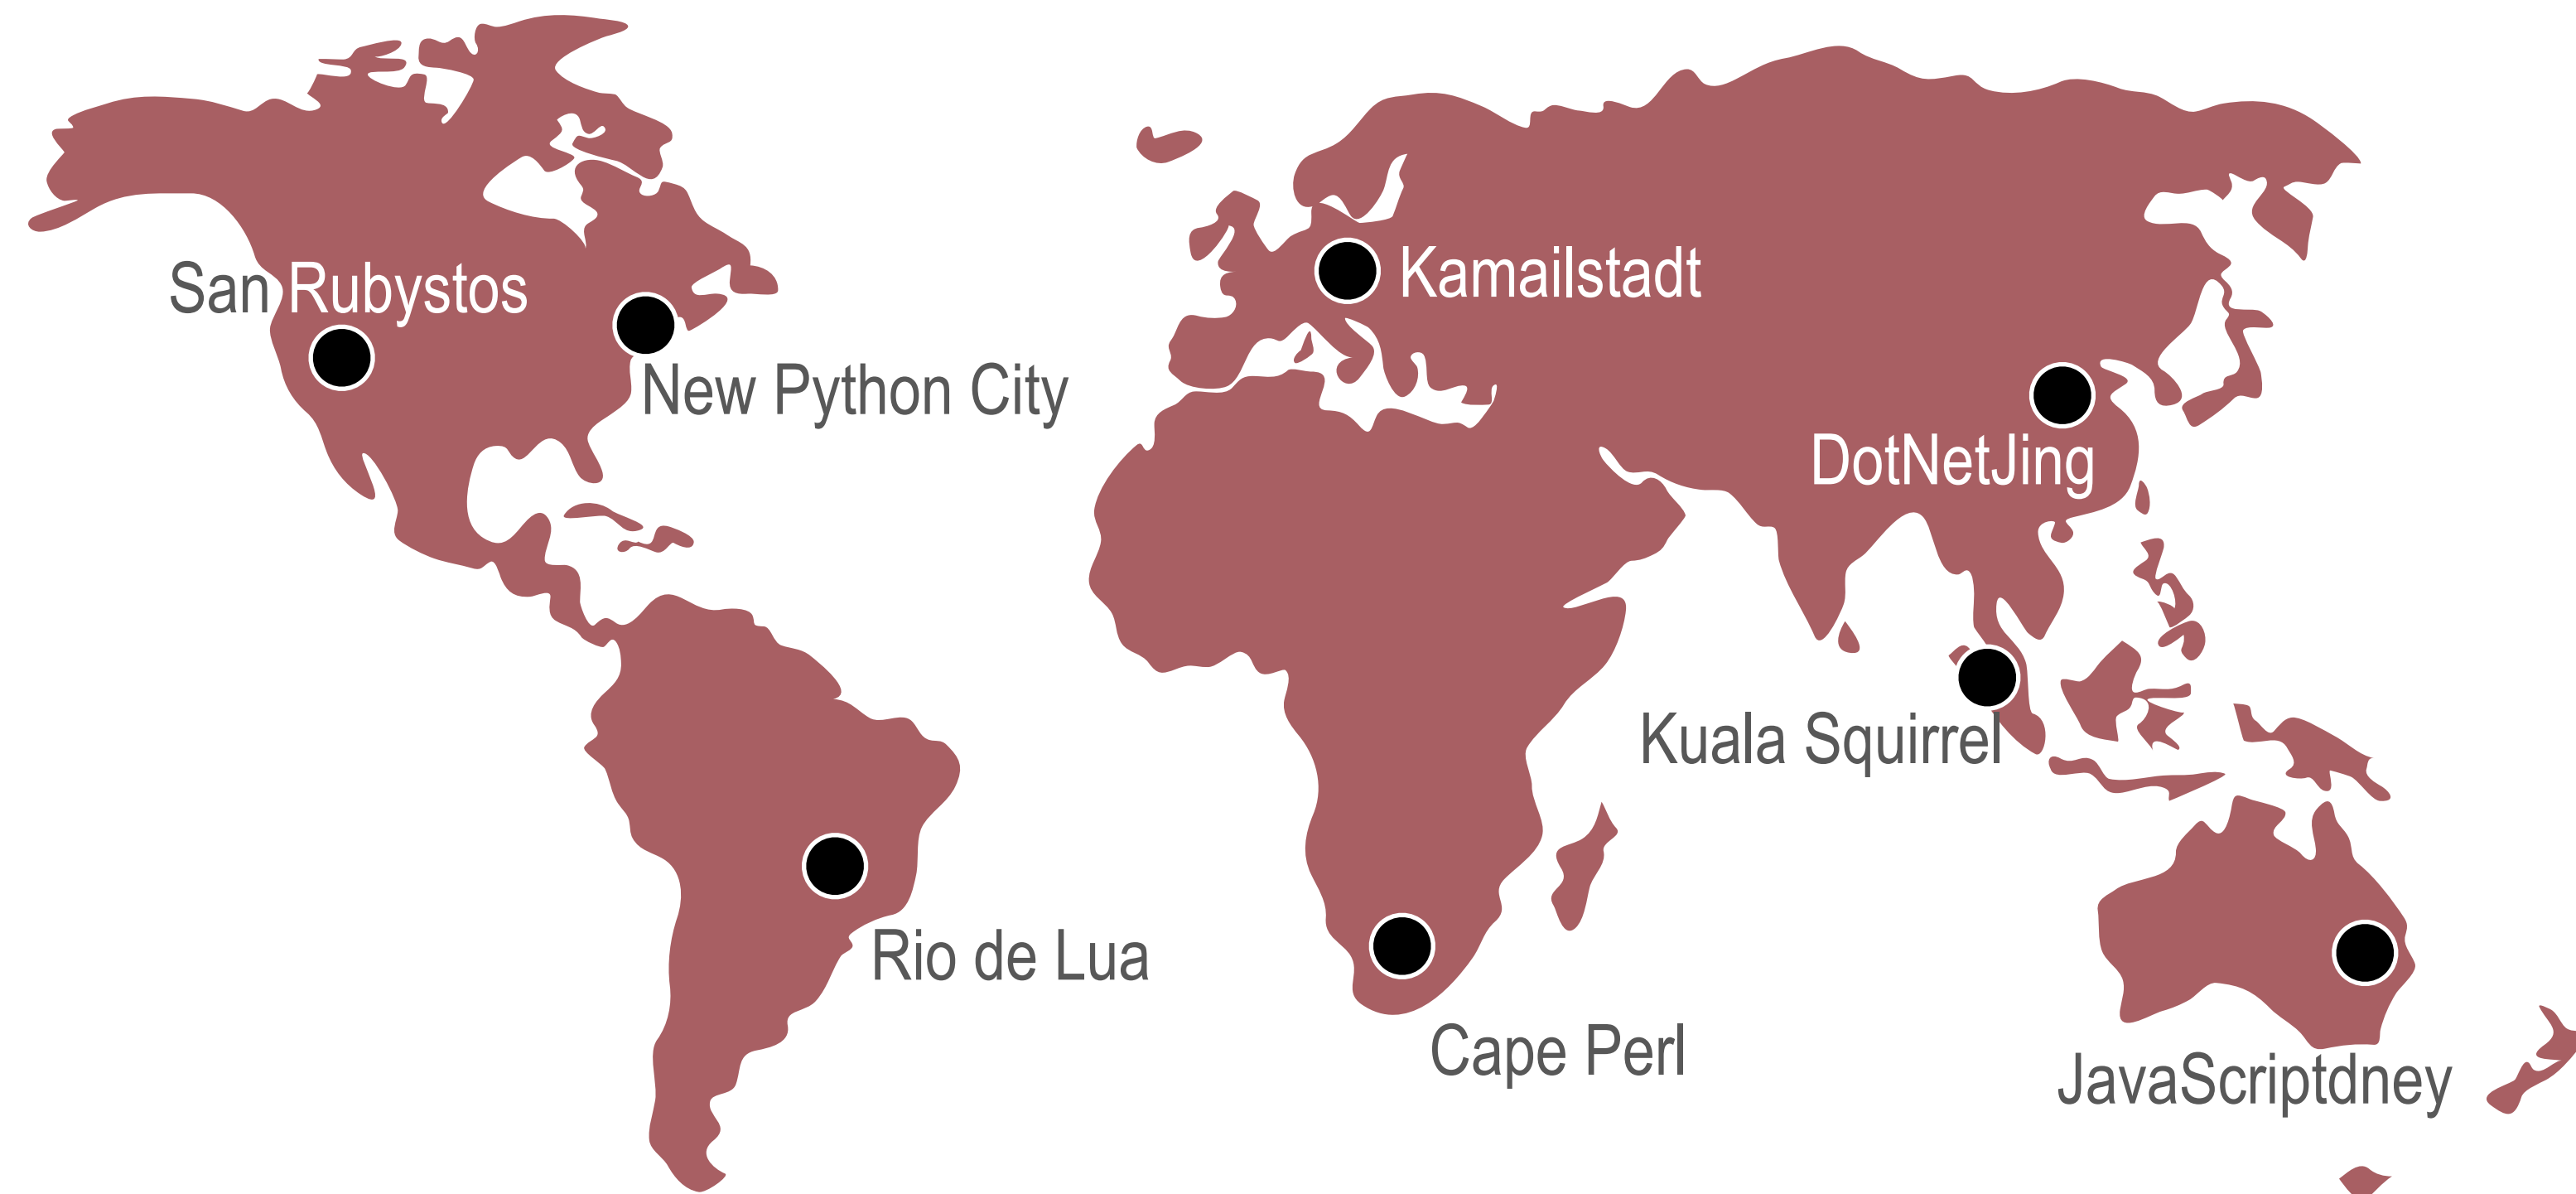 San Rubystos
Kamailstadt
New Python City
DotNetJing
Kuala Squirrel
Rio de Lua
Cape Perl
JavaScriptdney